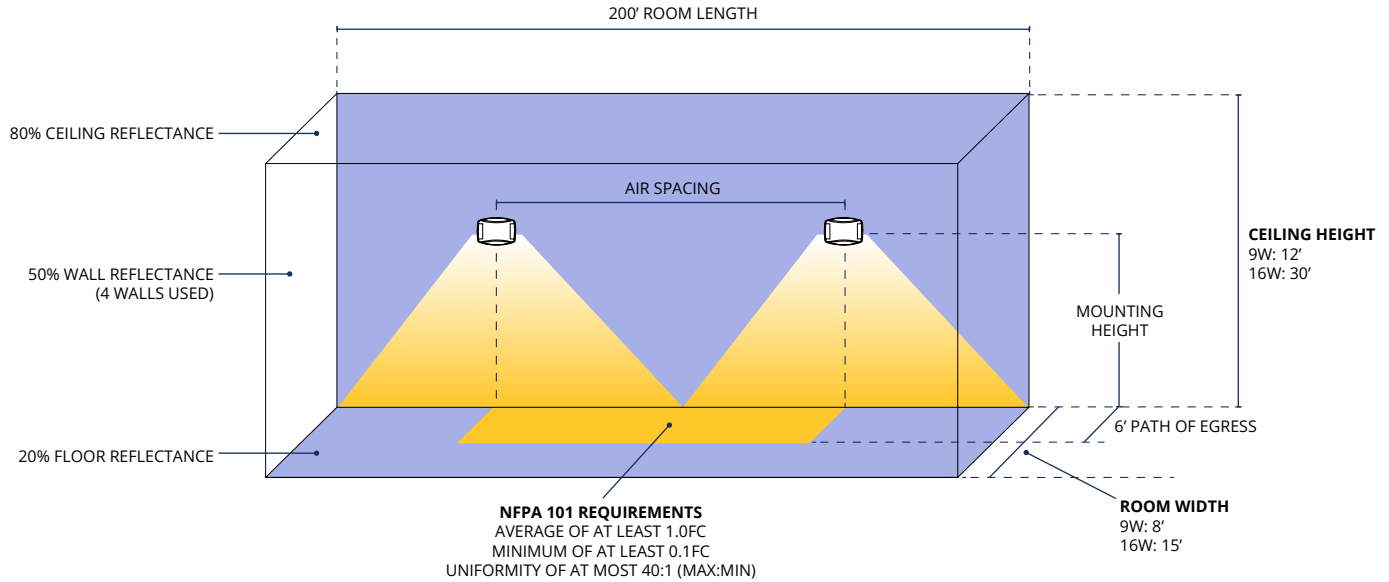 200’ ROOM LENGTH
80% CEILING REFLECTANCE
AIR SPACING
CEILING HEIGHT
9W: 12’
16W: 30’
50% WALL REFLECTANCE
(4 WALLS USED)
MOUNTING
HEIGHT
6’ PATH OF EGRESS
20% FLOOR REFLECTANCE
NFPA 101 REQUIREMENTS
AVERAGE OF AT LEAST 1.0FC
MINIMUM OF AT LEAST 0.1FC
UNIFORMITY OF AT MOST 40:1 (MAX:MIN)
ROOM WIDTH
9W: 8’
16W: 15’